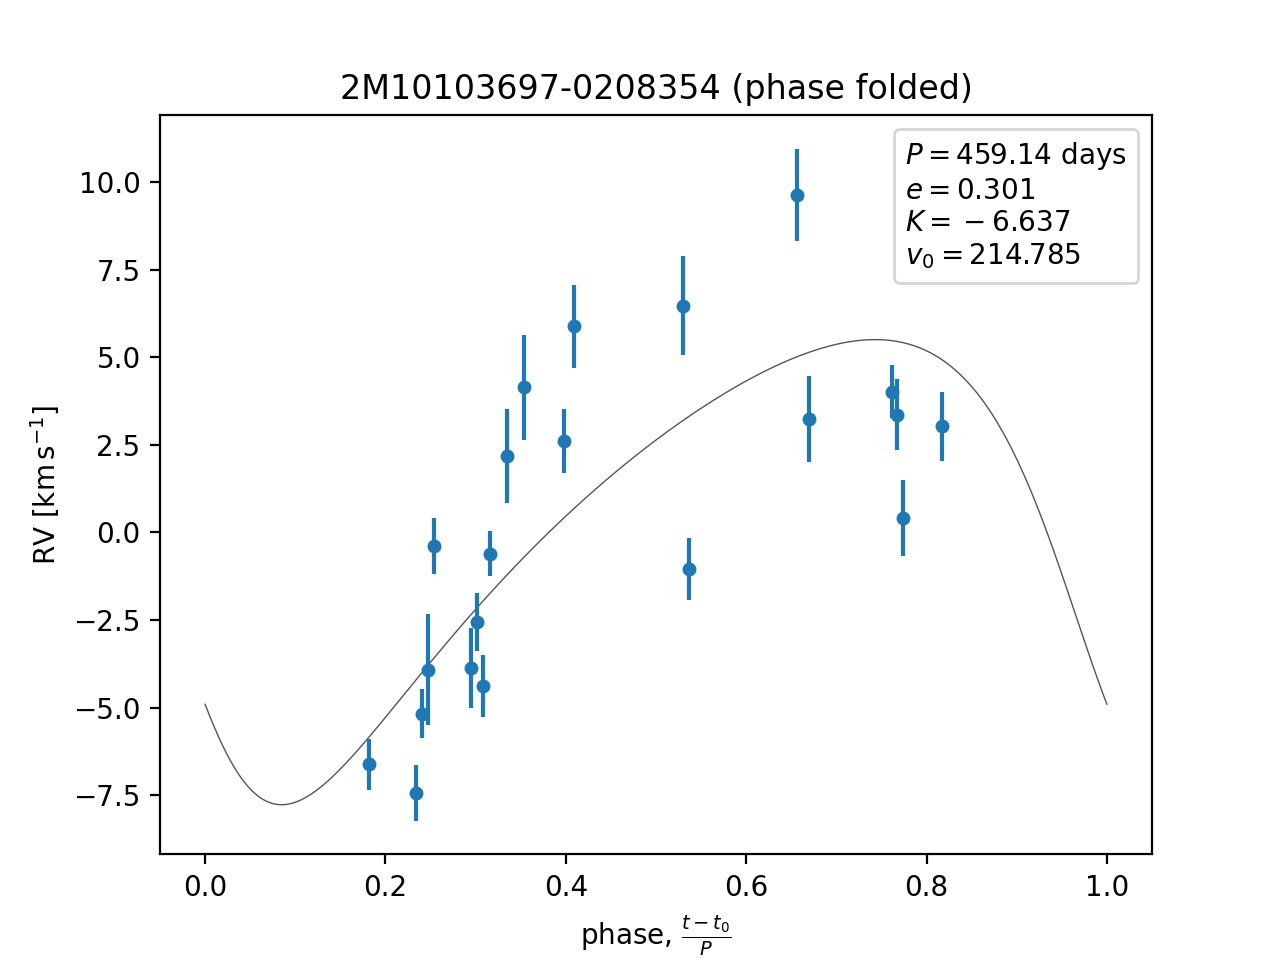 2M10103697-0208354 (phase folded)
P = 459.14 days
e = 0.301
K = −6.637
v₀ = 214.785
RV [km s⁻¹]
10.0
7.5
5.0
2.5
0.0
−2.5
−5.0
−7.5
0.0 0.2 0.4 0.6 0.8 1.0
phase, (t − t₀)/P